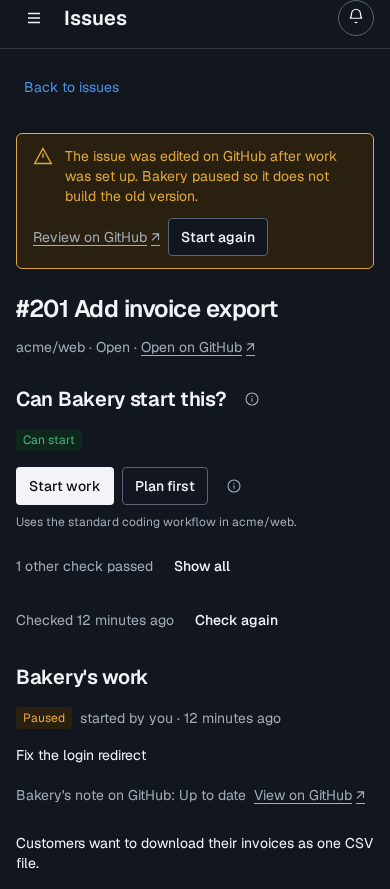 Issues
Back to issues
The issue was edited on GitHub after work
was set up. Bakery paused so it does not
build the old version.
Review on GitHub ↗ Start again
#201 Add invoice export
acme/web · Open · Open on GitHub ↗
Can Bakery start this?
Can start
Start work Plan first
Uses the standard coding workflow in acme/web.
1 other check passed Show all
Checked 12 minutes ago Check again
Bakery's work
Paused started by you · 12 minutes ago
Fix the login redirect
Bakery's note on GitHub: Up to date View on GitHub ↗
Customers want to download their invoices as one CSV
file.